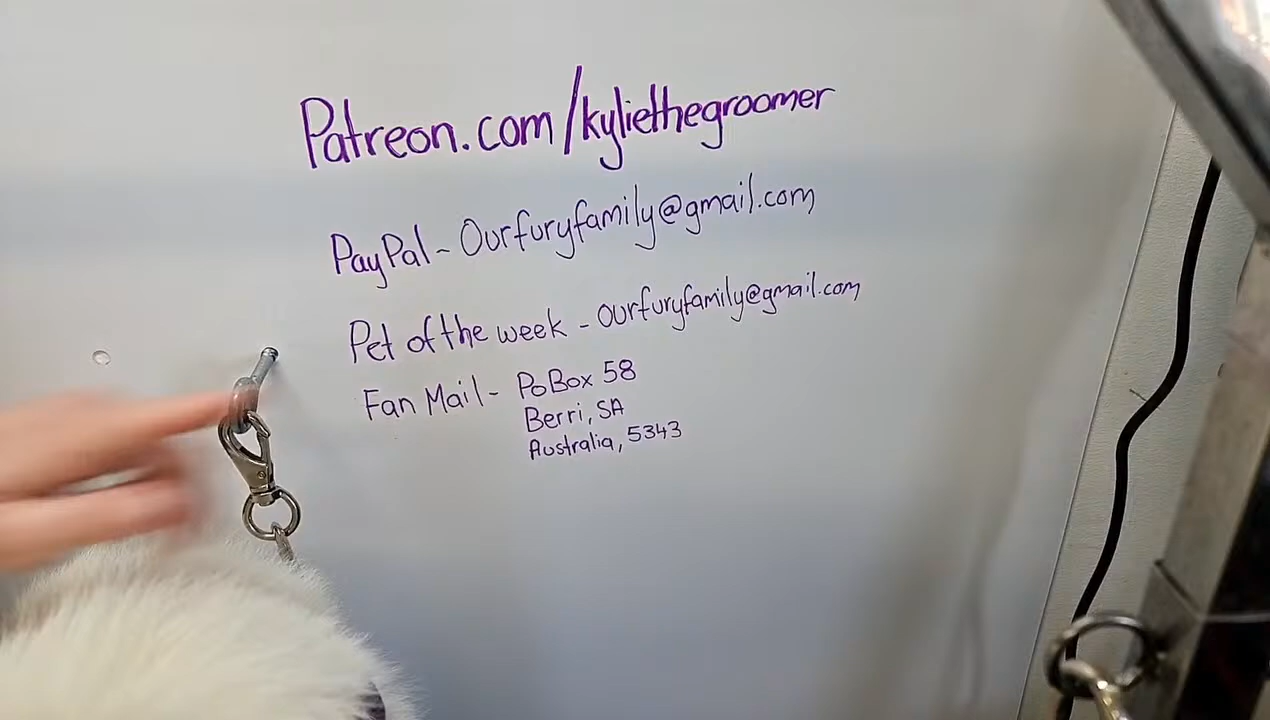 Patreon.com/kyliethegroomer
PayPal - Ourfuryfamily@gmail.com
Pet of the week - ourfuryfamily@gmail.com
Fan Mail - PoBox 58
Berri, SA
Australia, 5343